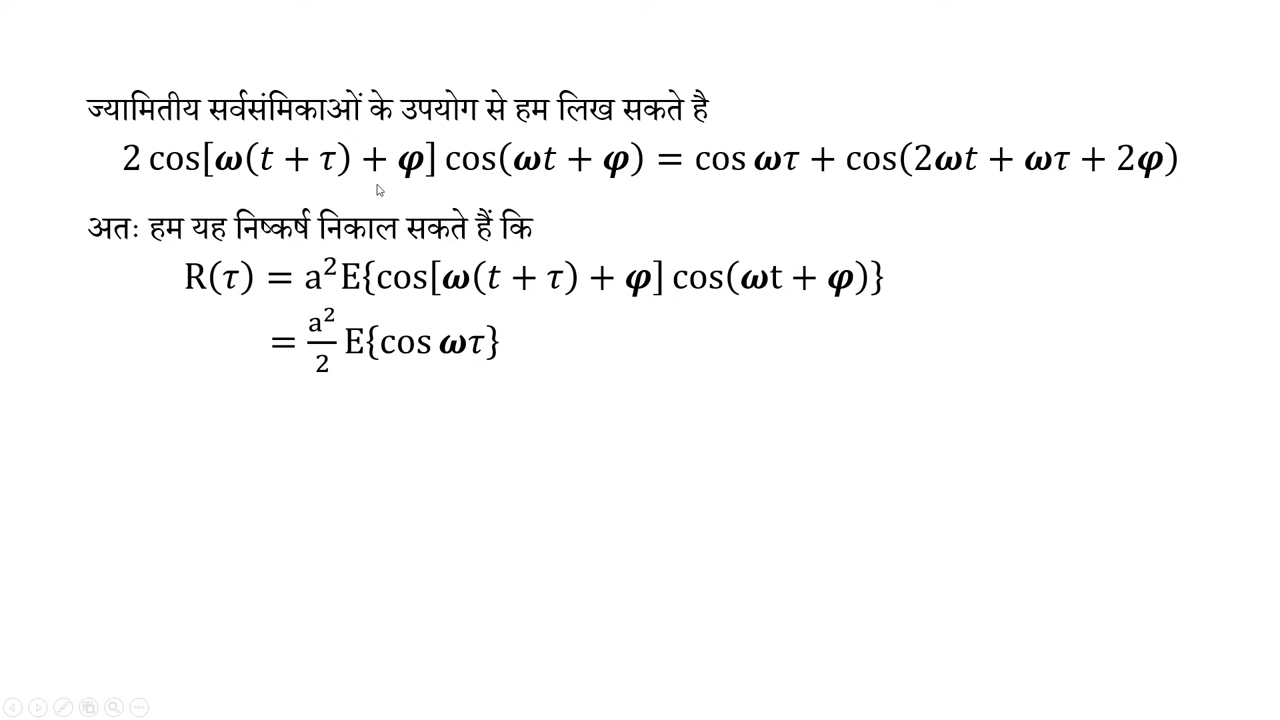 ज्यामितीय सर्वसंमिकाओं के उपयोग से हम लिख सकते है
2 cos[𝝎(𝑡 + 𝜏) + 𝝋] cos(𝝎𝑡 + 𝝋) = cos 𝝎𝜏 + cos(2𝝎𝑡 + 𝝎𝜏 + 2𝝋)
अतः हम यह निष्कर्ष निकाल सकते हैं कि
R(𝜏) = a²E{cos[𝝎(𝑡 + 𝜏) + 𝝋] cos(𝝎t + 𝝋)}
= a²/2 E{cos 𝝎𝜏}